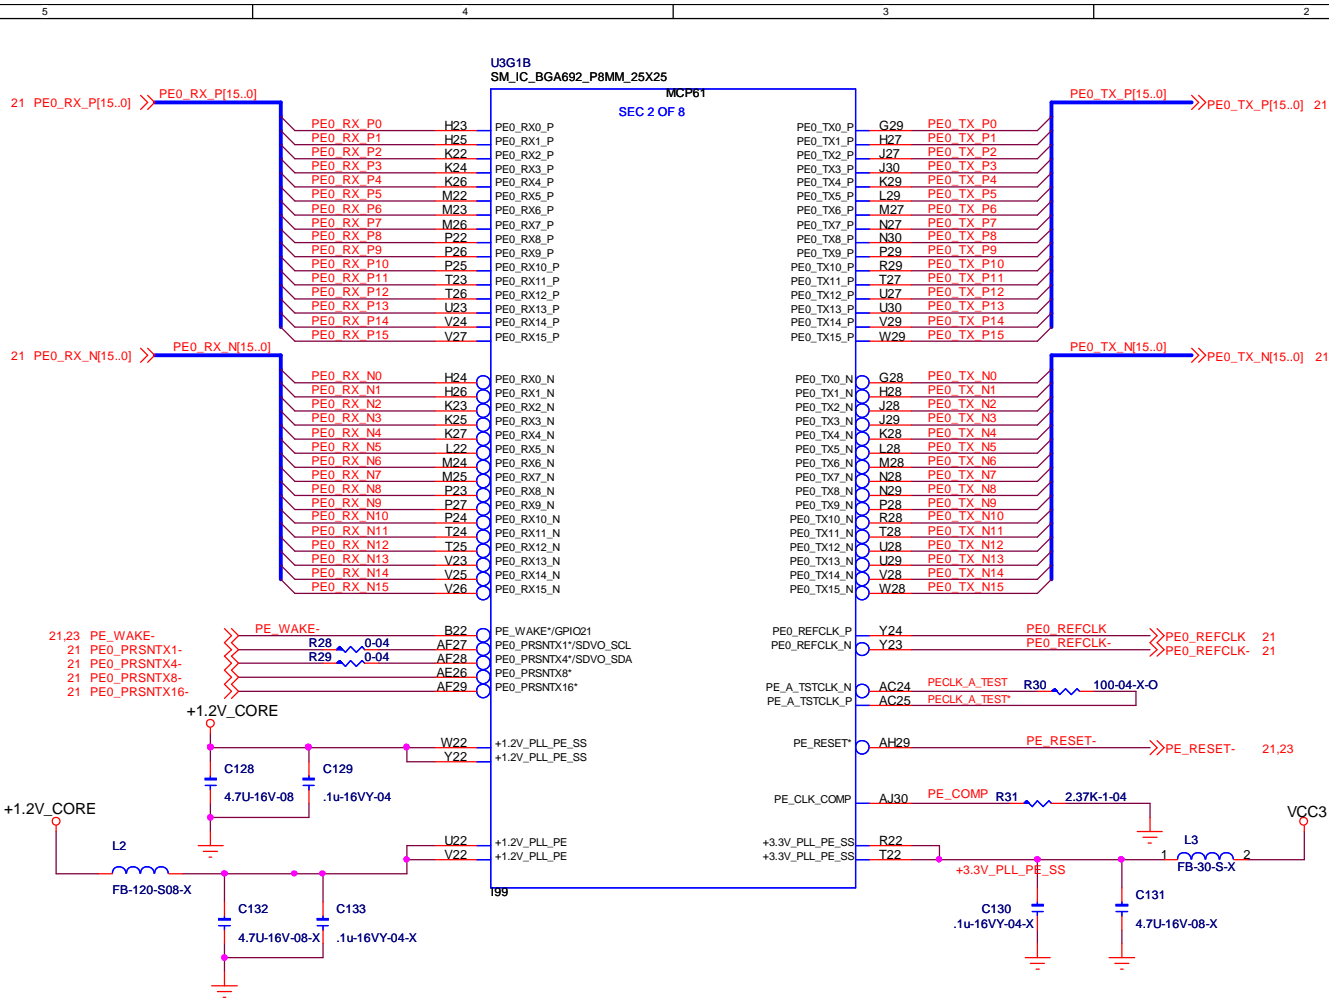 5 4 3 2
U3G1B
SM_IC_BGA692_P8MM_25X25
MCP61
SEC 2 OF 8
21 PE0_RX_P[15..0] PE0_RX_P[15..0] PE0_TX_P[15..0] PE0_TX_P[15..0] 21
PE0_RX_P0 H23 PE0_RX0_P PE0_TX0_P G29 PE0_TX_P0
PE0_RX_P1 H25 PE0_RX1_P PE0_TX1_P H27 PE0_TX_P1
PE0_RX_P2 K22 PE0_RX2_P PE0_TX2_P J27 PE0_TX_P2
PE0_RX_P3 K24 PE0_RX3_P PE0_TX3_P J30 PE0_TX_P3
PE0_RX_P4 K26 PE0_RX4_P PE0_TX4_P K29 PE0_TX_P4
PE0_RX_P5 M22 PE0_RX5_P PE0_TX5_P L29 PE0_TX_P5
PE0_RX_P6 M23 PE0_RX6_P PE0_TX6_P M27 PE0_TX_P6
PE0_RX_P7 M26 PE0_RX7_P PE0_TX7_P N27 PE0_TX_P7
PE0_RX_P8 P22 PE0_RX8_P PE0_TX8_P N30 PE0_TX_P8
PE0_RX_P9 P26 PE0_RX9_P PE0_TX9_P P29 PE0_TX_P9
PE0_RX_P10 P25 PE0_RX10_P PE0_TX10_P R29 PE0_TX_P10
PE0_RX_P11 T23 PE0_RX11_P PE0_TX11_P T27 PE0_TX_P11
PE0_RX_P12 T26 PE0_RX12_P PE0_TX12_P U27 PE0_TX_P12
PE0_RX_P13 U23 PE0_RX13_P PE0_TX13_P U30 PE0_TX_P13
PE0_RX_P14 V24 PE0_RX14_P PE0_TX14_P V29 PE0_TX_P14
PE0_RX_P15 V27 PE0_RX15_P PE0_TX15_P W29 PE0_TX_P15
21 PE0_RX_N[15..0] PE0_RX_N[15..0] PE0_TX_N[15..0] PE0_TX_N[15..0] 21
PE0_RX_N0 H24 PE0_RX0_N PE0_TX0_N G28 PE0_TX_N0
PE0_RX_N1 H26 PE0_RX1_N PE0_TX1_N H28 PE0_TX_N1
PE0_RX_N2 K23 PE0_RX2_N PE0_TX2_N J28 PE0_TX_N2
PE0_RX_N3 K25 PE0_RX3_N PE0_TX3_N J29 PE0_TX_N3
PE0_RX_N4 K27 PE0_RX4_N PE0_TX4_N K28 PE0_TX_N4
PE0_RX_N5 L22 PE0_RX5_N PE0_TX5_N L28 PE0_TX_N5
PE0_RX_N6 M24 PE0_RX6_N PE0_TX6_N M28 PE0_TX_N6
PE0_RX_N7 M25 PE0_RX7_N PE0_TX7_N N28 PE0_TX_N7
PE0_RX_N8 P23 PE0_RX8_N PE0_TX8_N N29 PE0_TX_N8
PE0_RX_N9 P27 PE0_RX9_N PE0_TX9_N P28 PE0_TX_N9
PE0_RX_N10 P24 PE0_RX10_N PE0_TX10_N R28 PE0_TX_N10
PE0_RX_N11 T24 PE0_RX11_N PE0_TX11_N T28 PE0_TX_N11
PE0_RX_N12 T25 PE0_RX12_N PE0_TX12_N U28 PE0_TX_N12
PE0_RX_N13 V23 PE0_RX13_N PE0_TX13_N U29 PE0_TX_N13
PE0_RX_N14 V25 PE0_RX14_N PE0_TX14_N V28 PE0_TX_N14
PE0_RX_N15 V26 PE0_RX15_N PE0_TX15_N W28 PE0_TX_N15
21,23 PE_WAKE- PE_WAKE- B22 PE_WAKE*/GPIO21 PE0_REFCLK_P Y24 PE0_REFCLK PE0_REFCLK 21
21 PE0_PRSNTX1- R28 0-04 AF27 PE0_PRSNTX1*/SDVO_SCL PE0_REFCLK_N Y23 PE0_REFCLK- PE0_REFCLK- 21
21 PE0_PRSNTX4- R29 0-04 AF28 PE0_PRSNTX4*/SDVO_SDA
21 PE0_PRSNTX8- AE26 PE0_PRSNTX8*
21 PE0_PRSNTX16- AF29 PE0_PRSNTX16* PE_A_TSTCLK_N AC24 PECLK_A_TEST R30 100-04-X-O
PE_A_TSTCLK_P AC25 PECLK_A_TEST*
+1.2V_CORE
W22 +1.2V_PLL_PE_SS PE_RESET* AH29 PE_RESET- PE_RESET- 21,23
Y22 +1.2V_PLL_PE_SS
C128 C129
4.7U-16V-08 .1u-16VY-04
PE_CLK_COMP AJ30 PE_COMP R31 2.37K-1-04
+1.2V_CORE VCC3
U22 +1.2V_PLL_PE +3.3V_PLL_PE_SS R22
V22 +1.2V_PLL_PE +3.3V_PLL_PE_SS T22
L2 L3
1 2
+3.3V_PLL_PE_SS FB-30-S-X
FB-120-S08-X
I99
C132 C133 C130 C131
4.7U-16V-08-X .1u-16VY-04-X .1u-16VY-04-X 4.7U-16V-08-X